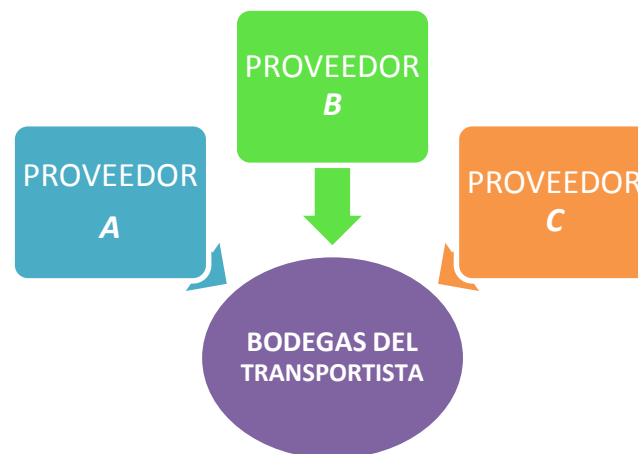 PROVEEDOR
A
PROVEEDOR
B
PROVEEDOR
C
BODEGAS DEL
TRANSPORTISTA